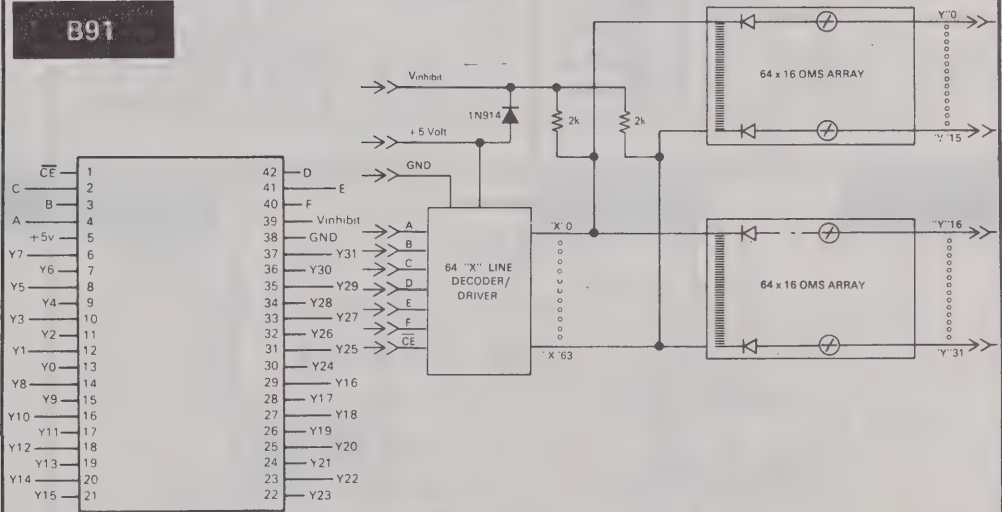 B91
C̅E̅ 1
C 2
B 3
A 4
+5v 5
Y7 6
Y6 7
Y5 8
Y4 9
Y3 10
Y2 11
Y1 12
Y0 13
Y8 14
Y9 15
Y10 16
Y11 17
Y12 18
Y13 19
Y14 20
Y15 21
42 D
41 E
40 F
39 Vinhibit
38 GND
37 Y31
36 Y30
35 Y29
34 Y28
33 Y27
32 Y26
31 Y25
30 Y24
29 Y16
28 Y17
27 Y18
26 Y19
25 Y20
24 Y21
23 Y22
22 Y23
Vinhibit
1N914
2k
2k
+ 5 Volt
GND
A
B
C
D
E
F
C̅E̅
64 "X" LINE
DECODER/
DRIVER
"X"0
"X"63
64 x 16 OMS ARRAY
"Y"0
"Y"15
64 x 16 OMS ARRAY
"Y"16
"Y"31